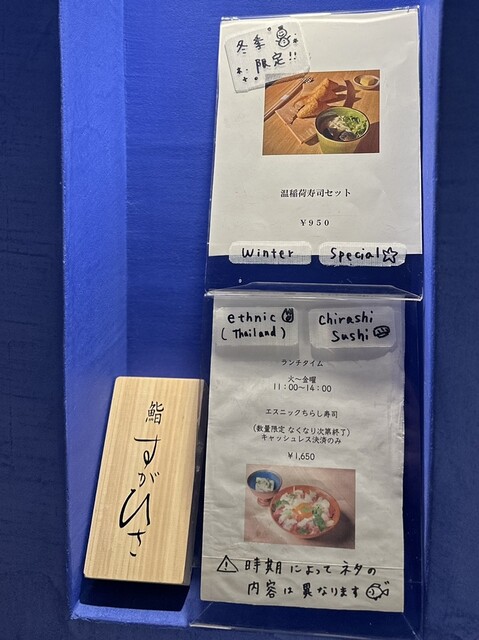 冬季
限定!!
温稲荷寿司セット
￥950
Winter
Special☆
ethnic
(Thailand)
Chirashi
Sushi
ランチタイム
火〜金曜
11:00〜14:00
エスニックちらし寿司
(数量限定 なくなり次第終了)
キャッシュレス決済のみ
￥1,650
⚠時期によってネタの
内容は異なります
鮨
すがひさ